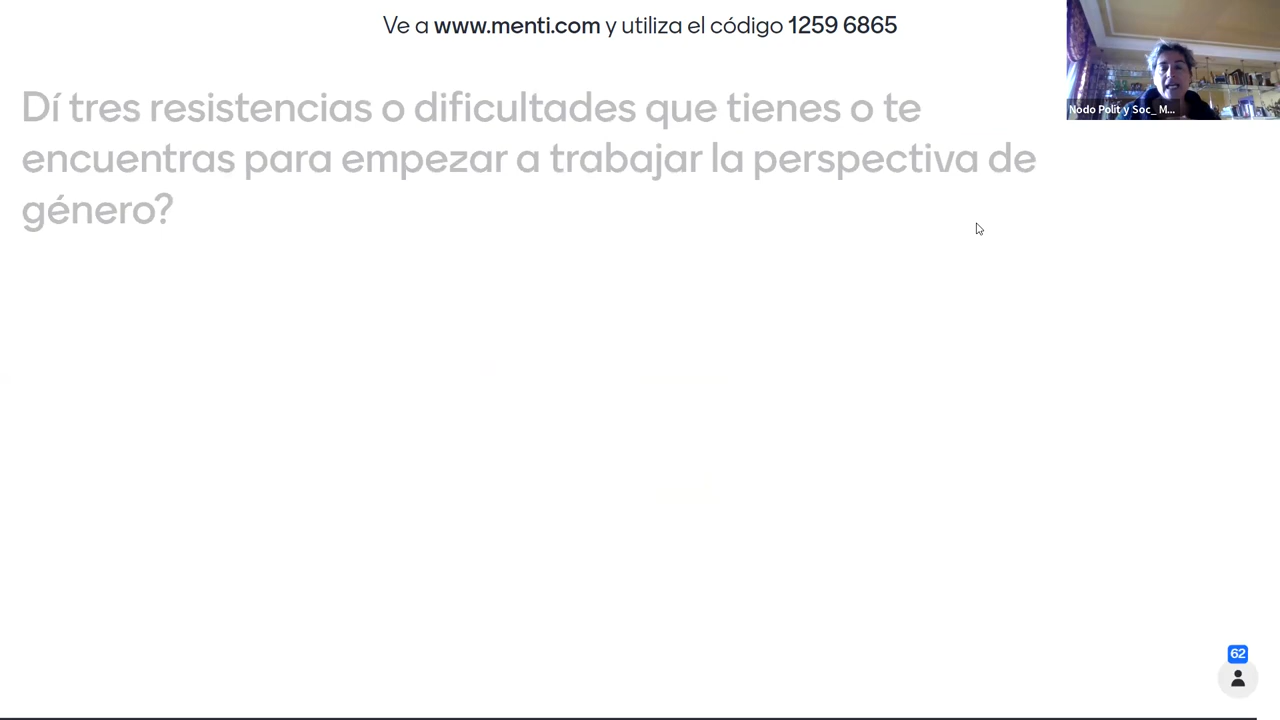 Ve a www.menti.com y utiliza el código 1259 6865
Nodo Polit y Soc_ M...
Dí tres resistencias o dificultades que tienes o te
encuentras para empezar a trabajar la perspectiva de
género?
62